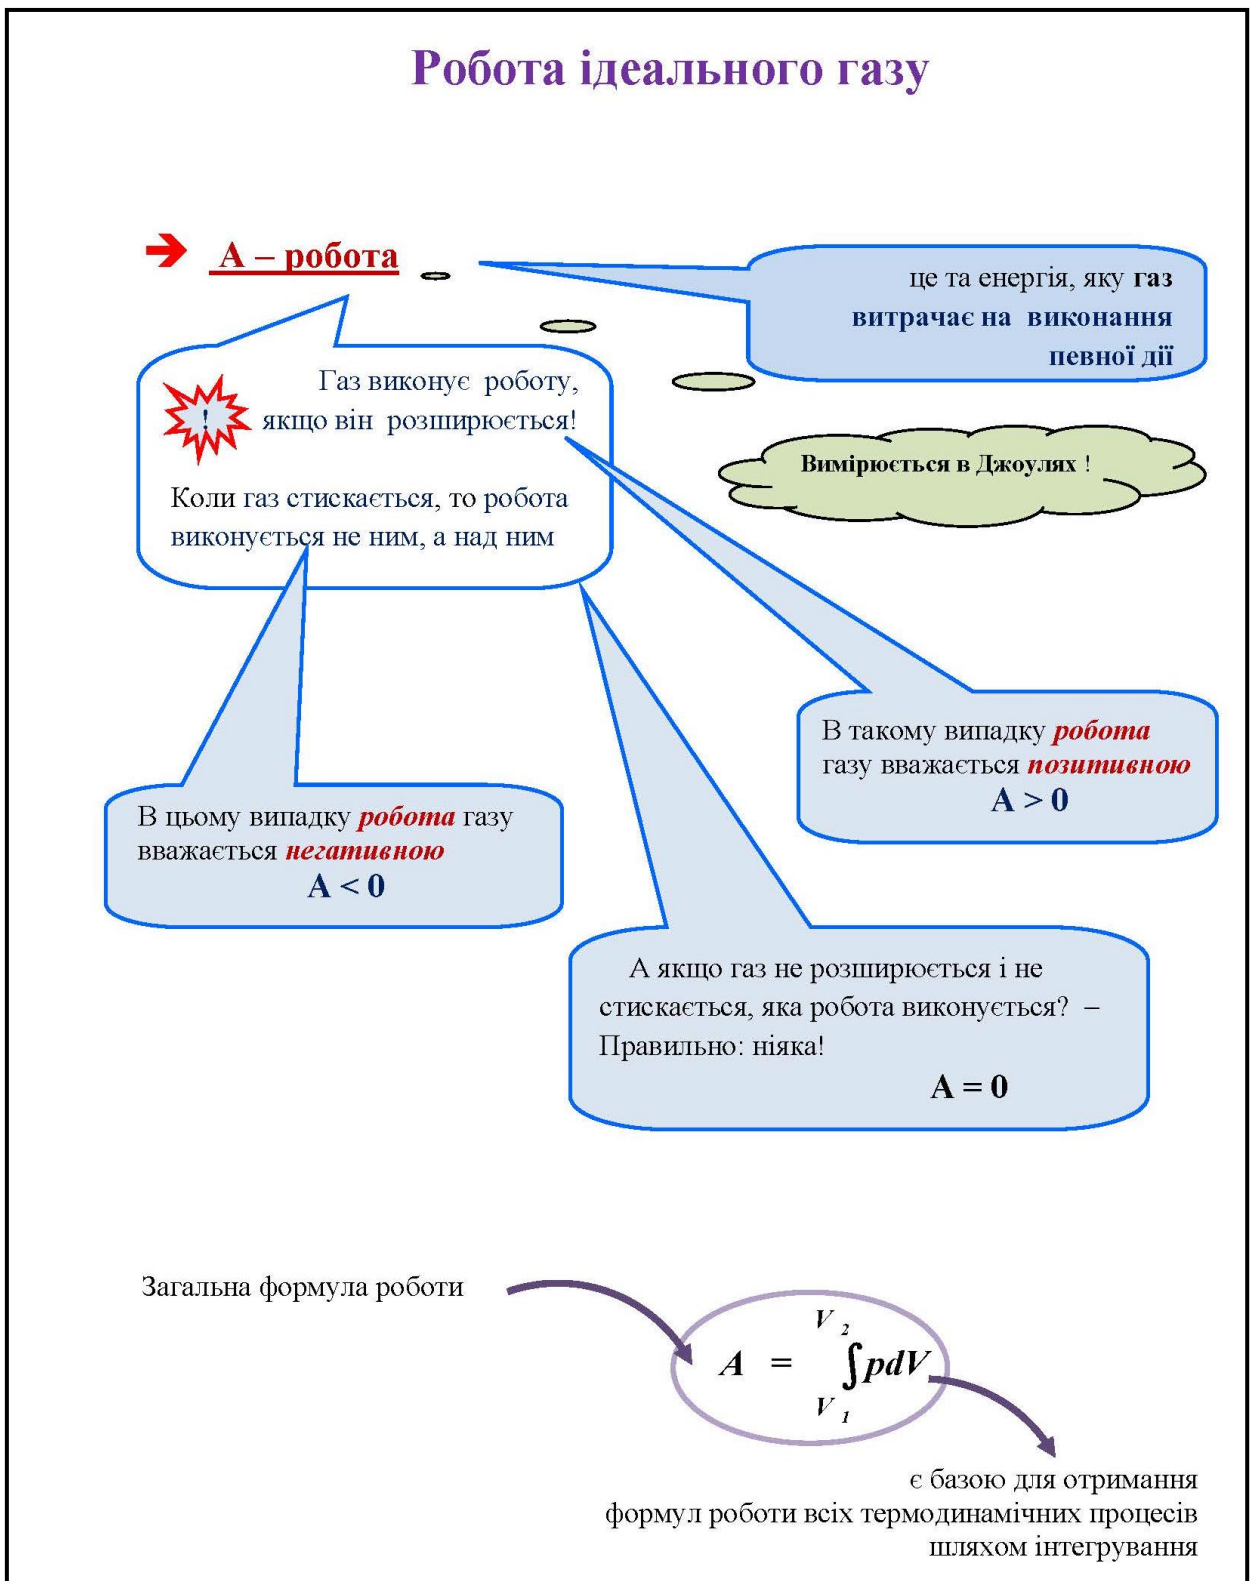 Робота ідеального газу
А – робота
це та енергія, яку газ
витрачає на виконання
певної дії
!
Газ виконує роботу,
якщо він розширюється!
Коли газ стискається, то робота
виконується не ним, а над ним
Вимірюється в Джоулях !
В такому випадку робота
газу вважається позитивною
А > 0
В цьому випадку робота газу
вважається негативною
А < 0
А якщо газ не розширюється і не
стискається, яка робота виконується? –
Правильно: ніяка!
А = 0
Загальна формула роботи
V 2
A = ∫pdV
V 1
є базою для отримання
формул роботи всіх термодинамічних процесів
шляхом інтегрування